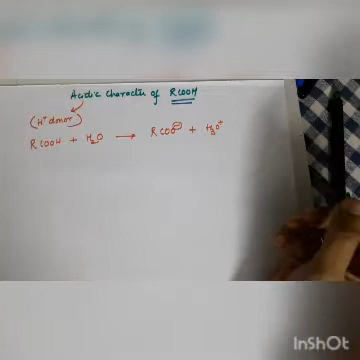 Acidic character of RCOOH
(H⁺ donor)
RCOOH + H₂O → RCOO⊖ + H₃O⁺
InShOt